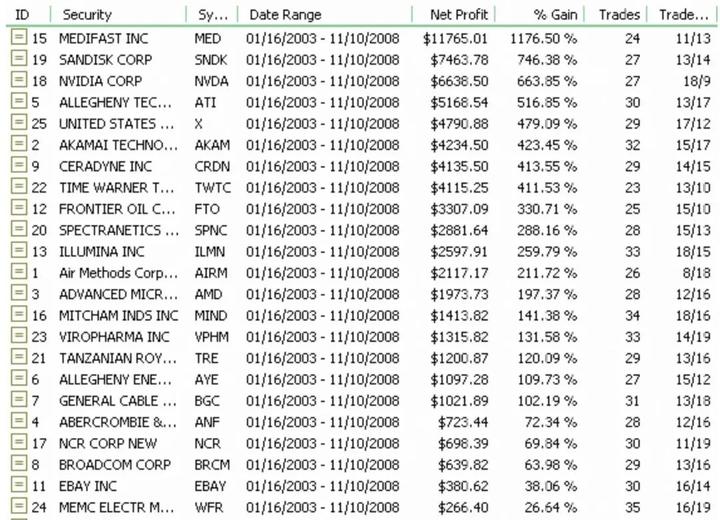 ID Security Sy... Date Range Net Profit % Gain Trades Trade...
15 MEDIFAST INC MED 01/16/2003 - 11/10/2008 $11765.01 1176.50 % 24 11/13
19 SANDISK CORP SNDK 01/16/2003 - 11/10/2008 $7463.78 746.38 % 27 13/14
18 NVIDIA CORP NVDA 01/16/2003 - 11/10/2008 $6638.50 663.85 % 27 18/9
5 ALLEGHENY TEC... ATI 01/16/2003 - 11/10/2008 $5168.54 516.85 % 30 13/17
25 UNITED STATES ... X 01/16/2003 - 11/10/2008 $4790.88 479.09 % 29 17/12
2 AKAMAI TECHNO... AKAM 01/16/2003 - 11/10/2008 $4234.50 423.45 % 32 15/17
9 CERADYNE INC CRDN 01/16/2003 - 11/10/2008 $4135.50 413.55 % 29 14/15
22 TIME WARNER T... TWTC 01/16/2003 - 11/10/2008 $4115.25 411.53 % 23 13/10
12 FRONTIER OIL C... FTO 01/16/2003 - 11/10/2008 $3307.09 330.71 % 25 15/10
20 SPECTRANETICS ... SPNC 01/16/2003 - 11/10/2008 $2881.64 288.16 % 28 15/13
13 ILLUMINA INC ILMN 01/16/2003 - 11/10/2008 $2597.91 259.79 % 33 18/15
1 Air Methods Corp... AIRM 01/16/2003 - 11/10/2008 $2117.17 211.72 % 26 8/18
3 ADVANCED MICR... AMD 01/16/2003 - 11/10/2008 $1973.73 197.37 % 28 12/16
16 MITCHAM INDS INC MIND 01/16/2003 - 11/10/2008 $1413.82 141.38 % 34 18/16
23 VIROPHARMA INC VPHM 01/16/2003 - 11/10/2008 $1315.82 131.58 % 33 14/19
21 TANZANIAN ROY... TRE 01/16/2003 - 11/10/2008 $1200.87 120.09 % 29 13/16
6 ALLEGHENY ENE... AYE 01/16/2003 - 11/10/2008 $1097.28 109.73 % 27 15/12
7 GENERAL CABLE ... BGC 01/16/2003 - 11/10/2008 $1021.89 102.19 % 31 13/18
4 ABERCROMBIE &... ANF 01/16/2003 - 11/10/2008 $723.44 72.34 % 28 12/16
17 NCR CORP NEW NCR 01/16/2003 - 11/10/2008 $698.39 69.84 % 30 11/19
8 BROADCOM CORP BRCM 01/16/2003 - 11/10/2008 $639.82 63.98 % 29 13/16
11 EBAY INC EBAY 01/16/2003 - 11/10/2008 $380.62 38.06 % 30 16/14
24 MEMC ELECTR M... WFR 01/16/2003 - 11/10/2008 $266.40 26.64 % 35 16/19